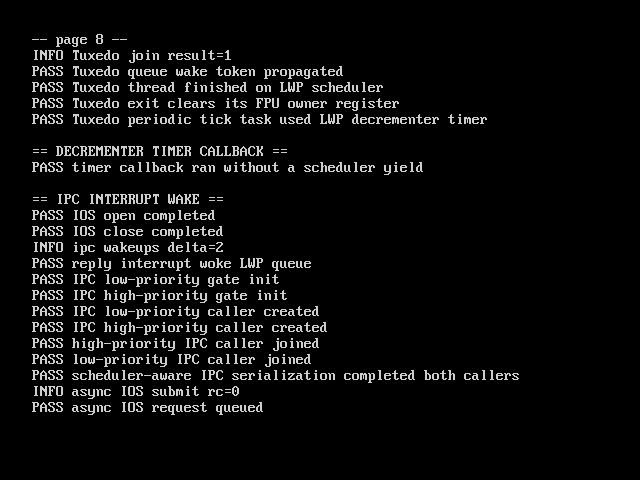 -- page 8 --
INFO Tuxedo join result=1
PASS Tuxedo queue wake token propagated
PASS Tuxedo thread finished on LWP scheduler
PASS Tuxedo exit clears its FPU owner register
PASS Tuxedo periodic tick task used LWP decrementer timer
== DECREMENTER TIMER CALLBACK ==
PASS timer callback ran without a scheduler yield
== IPC INTERRUPT WAKE ==
PASS IOS open completed
PASS IOS close completed
INFO ipc wakeups delta=2
PASS reply interrupt woke LWP queue
PASS IPC low-priority gate init
PASS IPC high-priority gate init
PASS IPC low-priority caller created
PASS IPC high-priority caller created
PASS high-priority IPC caller joined
PASS low-priority IPC caller joined
PASS scheduler-aware IPC serialization completed both callers
INFO async IOS submit rc=0
PASS async IOS request queued